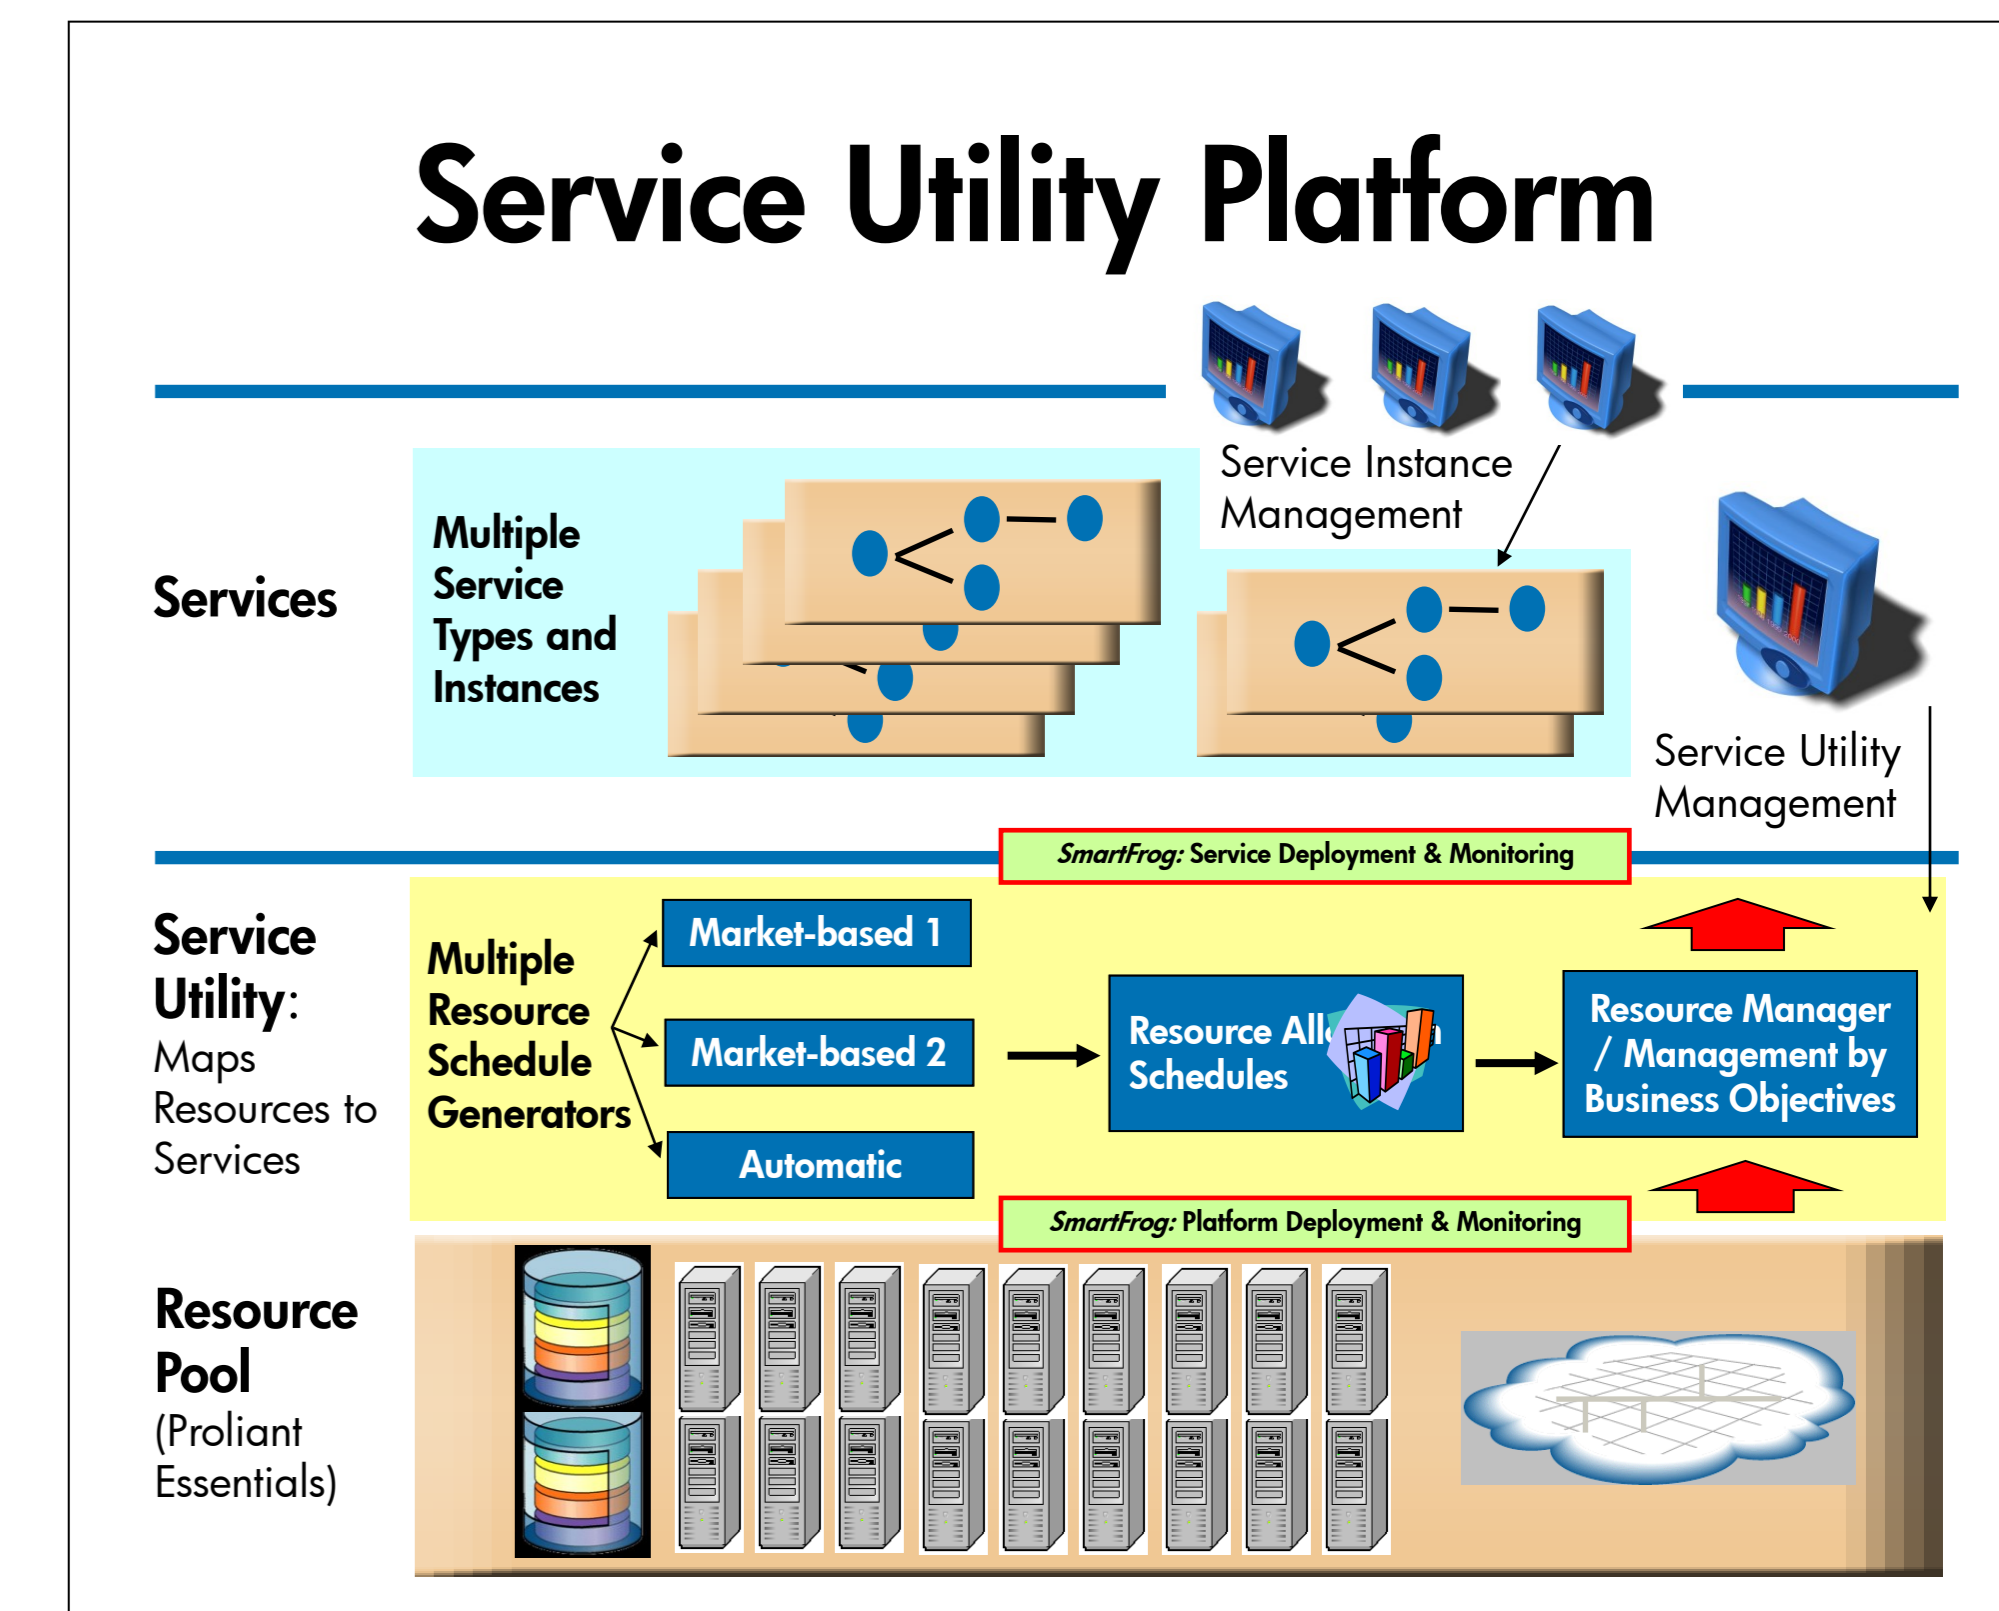 Service Utility Platform
Service Instance
Management
Multiple
Service
Types and
Instances
Services
Service Utility
Management
SmartFrog: Service Deployment & Monitoring
Service
Utility:
Maps
Resources to
Services
Multiple
Resource
Schedule
Generators
Market-based 1
Market-based 2
Automatic
Resource All
Schedules
Resource Manager
/ Management by
Business Objectives
SmartFrog: Platform Deployment & Monitoring
Resource
Pool
(Proliant
Essentials)